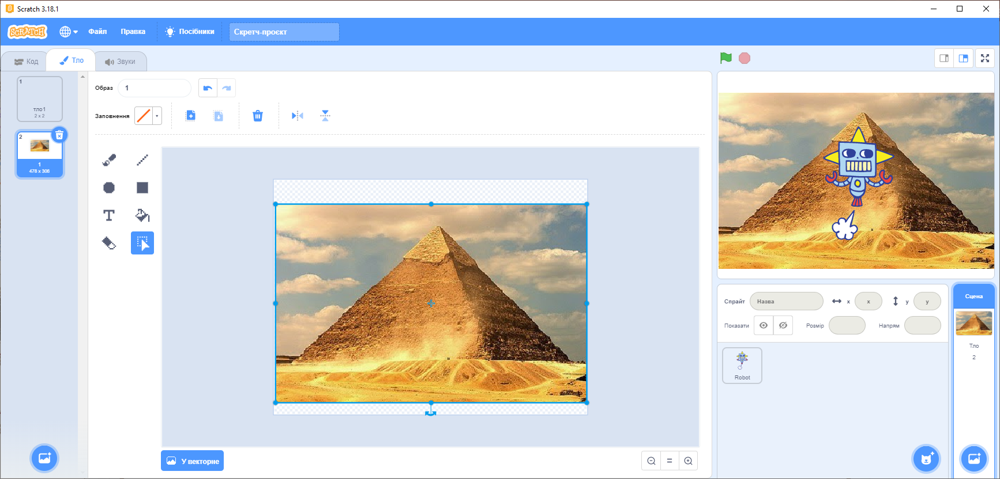 Scratch 3.18.1
SCRATCH
Файл
Правка
Посібники
Скретч-проєкт
Код
Тло
Звуки
1
тло1
2 x 2
2
1
478 x 306
Образ
1
Заповнення
T
У векторне
Спрайт
Назва
x
x
y
y
Показати
Розмір
Напрям
Robot
Сцена
Тло
2